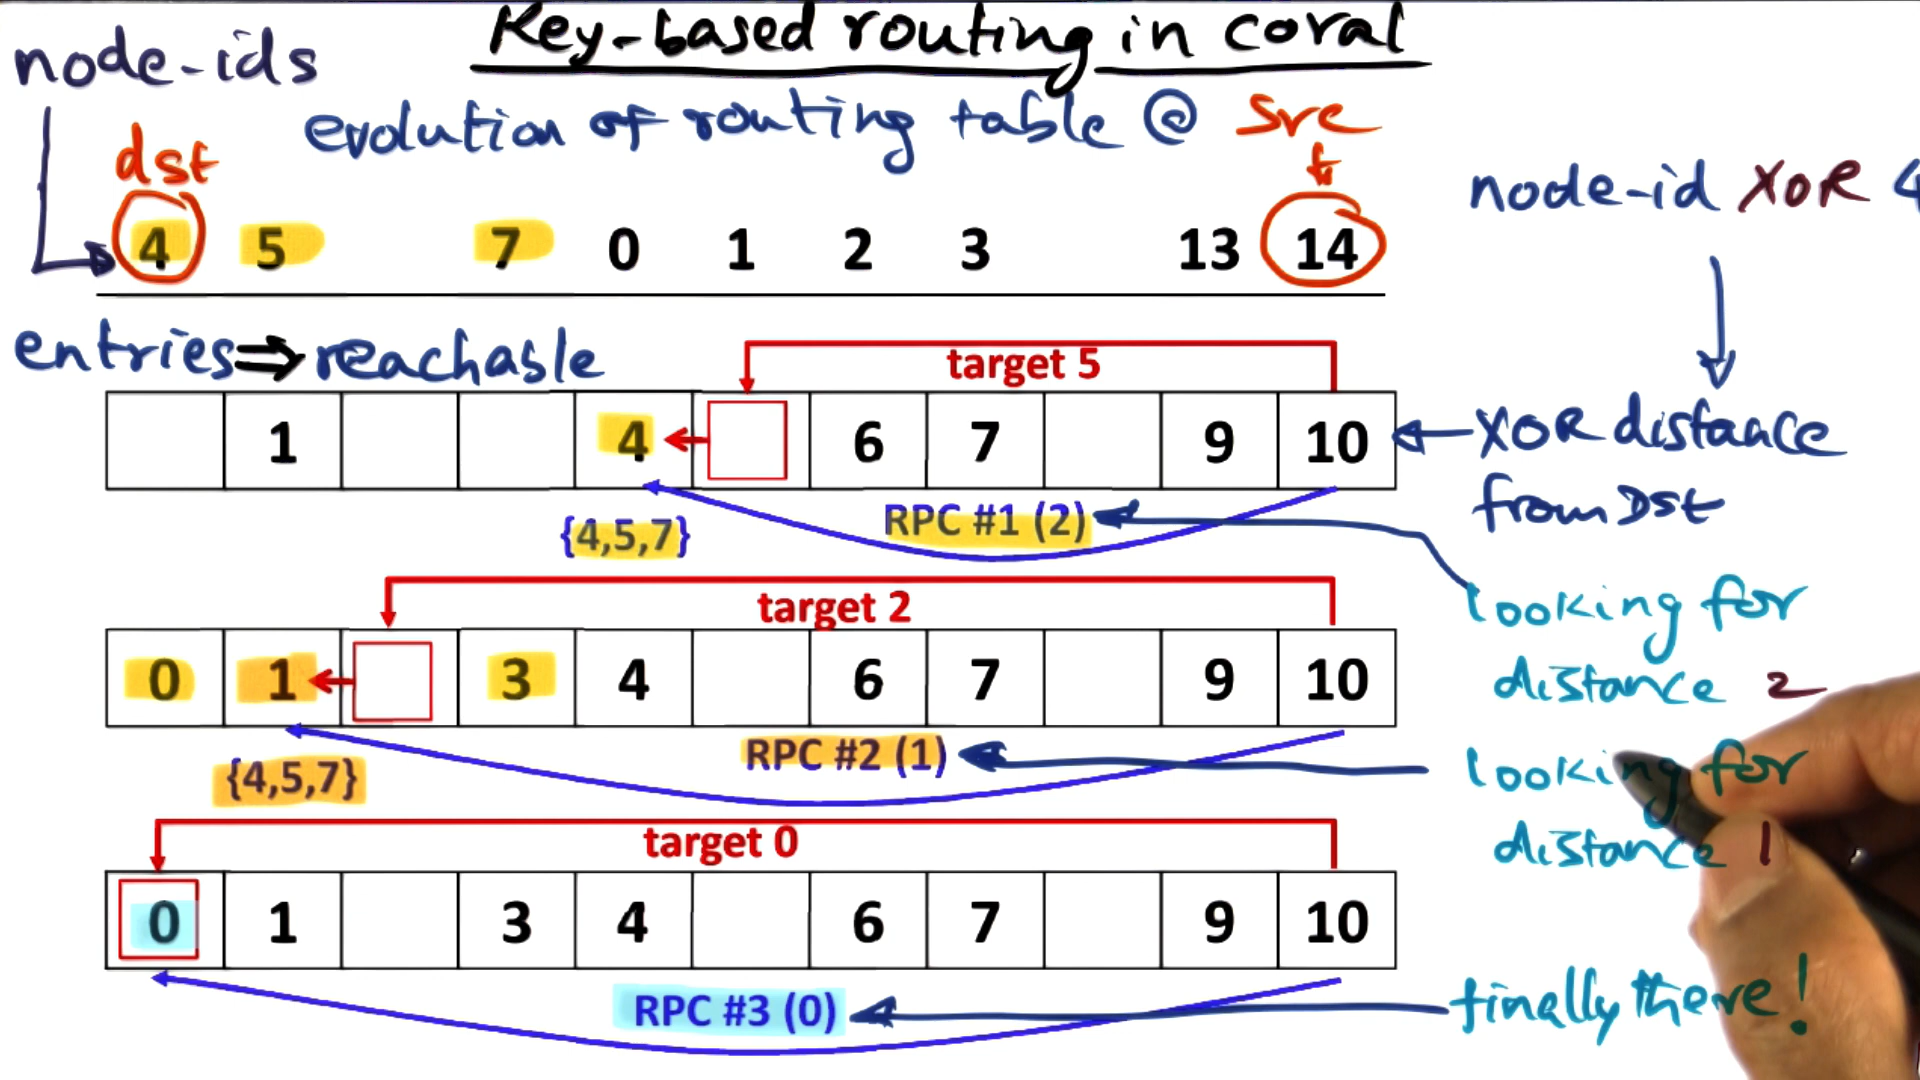 Key-based routing in coral
node-ids
evolution of routing table @ src
dst
node-id XOR 4
4 5 7 0 1 2 3 13 14
entries ⇒ reachable
target 5
1 4 6 7 9 10
XOR distance
from Dst
RPC #1 (2)
{4,5,7}
looking for
distance 2
target 2
0 1 3 4 6 7 9 10
RPC #2 (1)
{4,5,7}
looking for
distance 1
target 0
0 1 3 4 6 7 9 10
RPC #3 (0)
finally there!